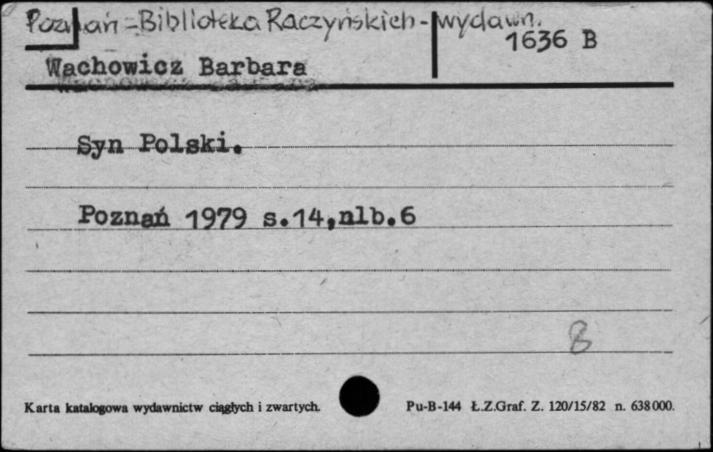 Poznań - Biblioteka Raczyńskich - wydawn.
1636 B
Wachowicz Barbara
Syn Polski.
Poznań 1979 s.14,nlb.6
8
Karta katalogowa wydawnictw ciągłych i zwartych.
Pu-B-144 Ł.Z.Graf. Z. 120/15/82 n. 638000.